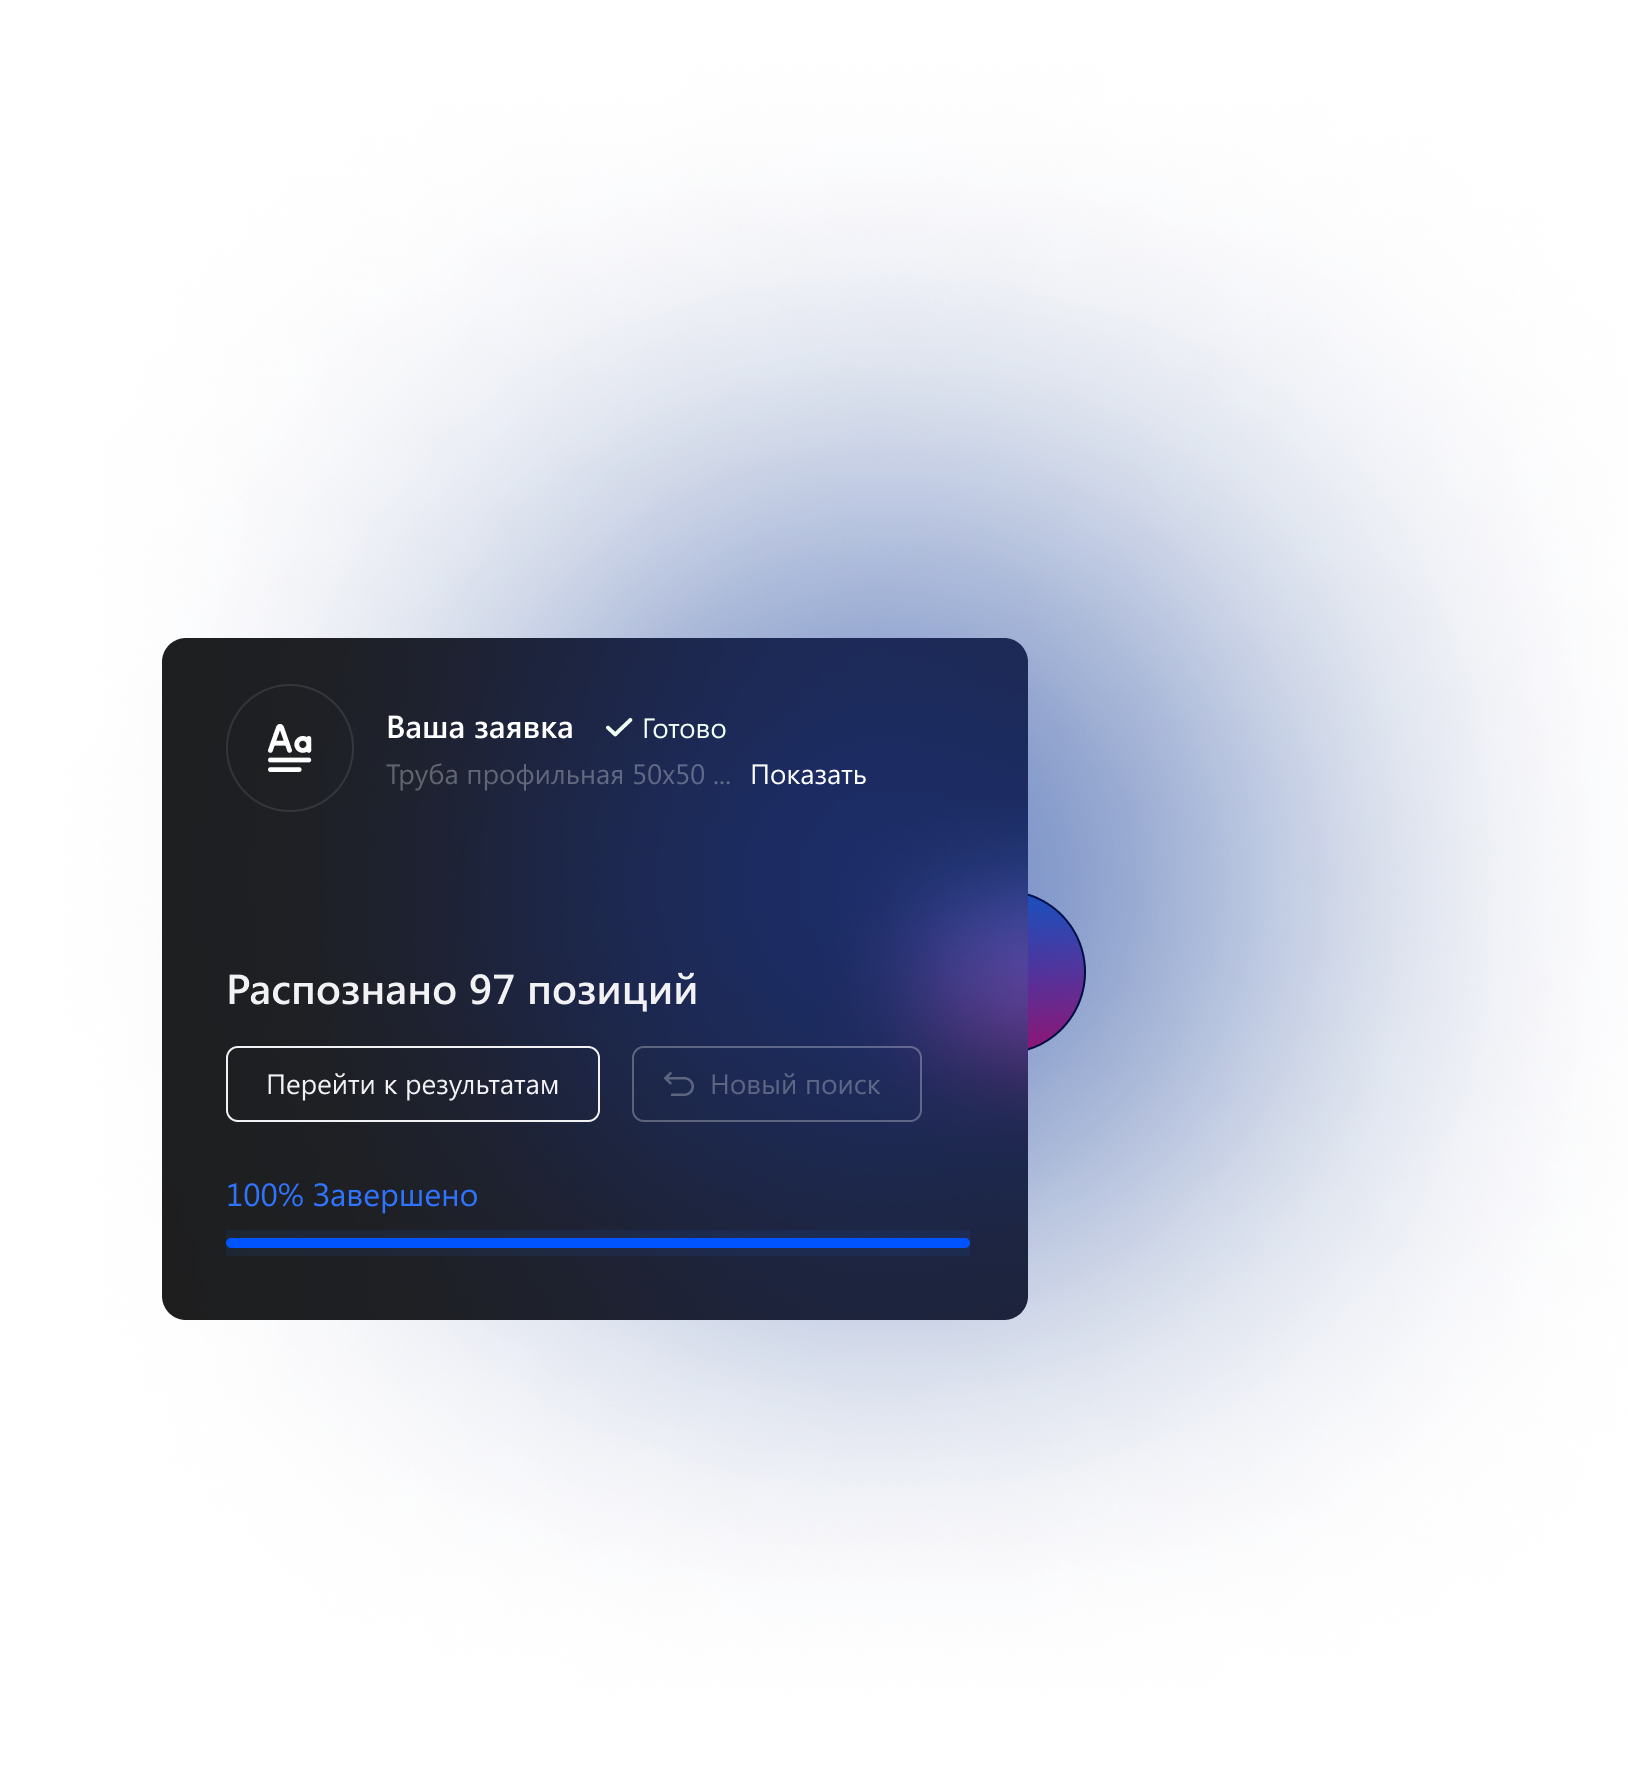 Aa
Ваша заявка Готово
Труба профильная 50x50 ... Показать
Распознано 97 позиций
Перейти к результатам Новый поиск
100% Завершено